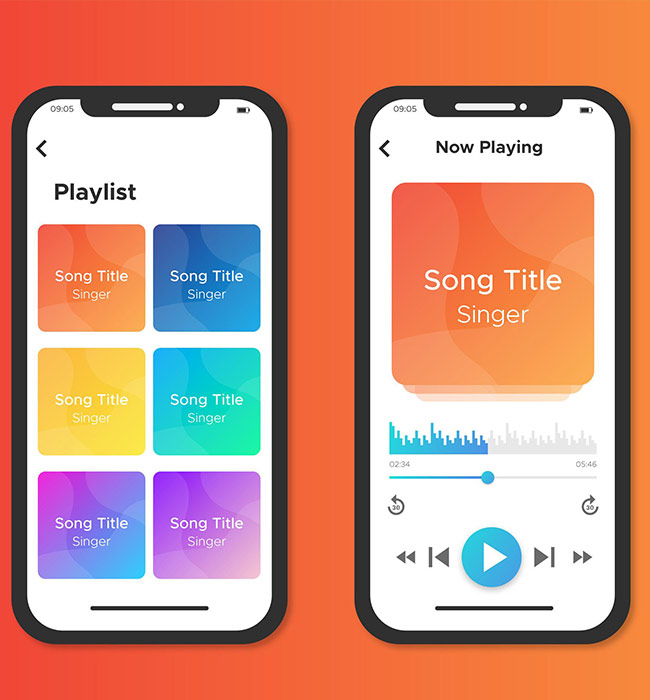 09:05
Playlist
Song Title
Singer
Song Title
Singer
Song Title
Singer
Song Title
Singer
Song Title
Singer
Song Title
Singer
09:05
Now Playing
Song Title
Singer
02:34
05:46
30
30